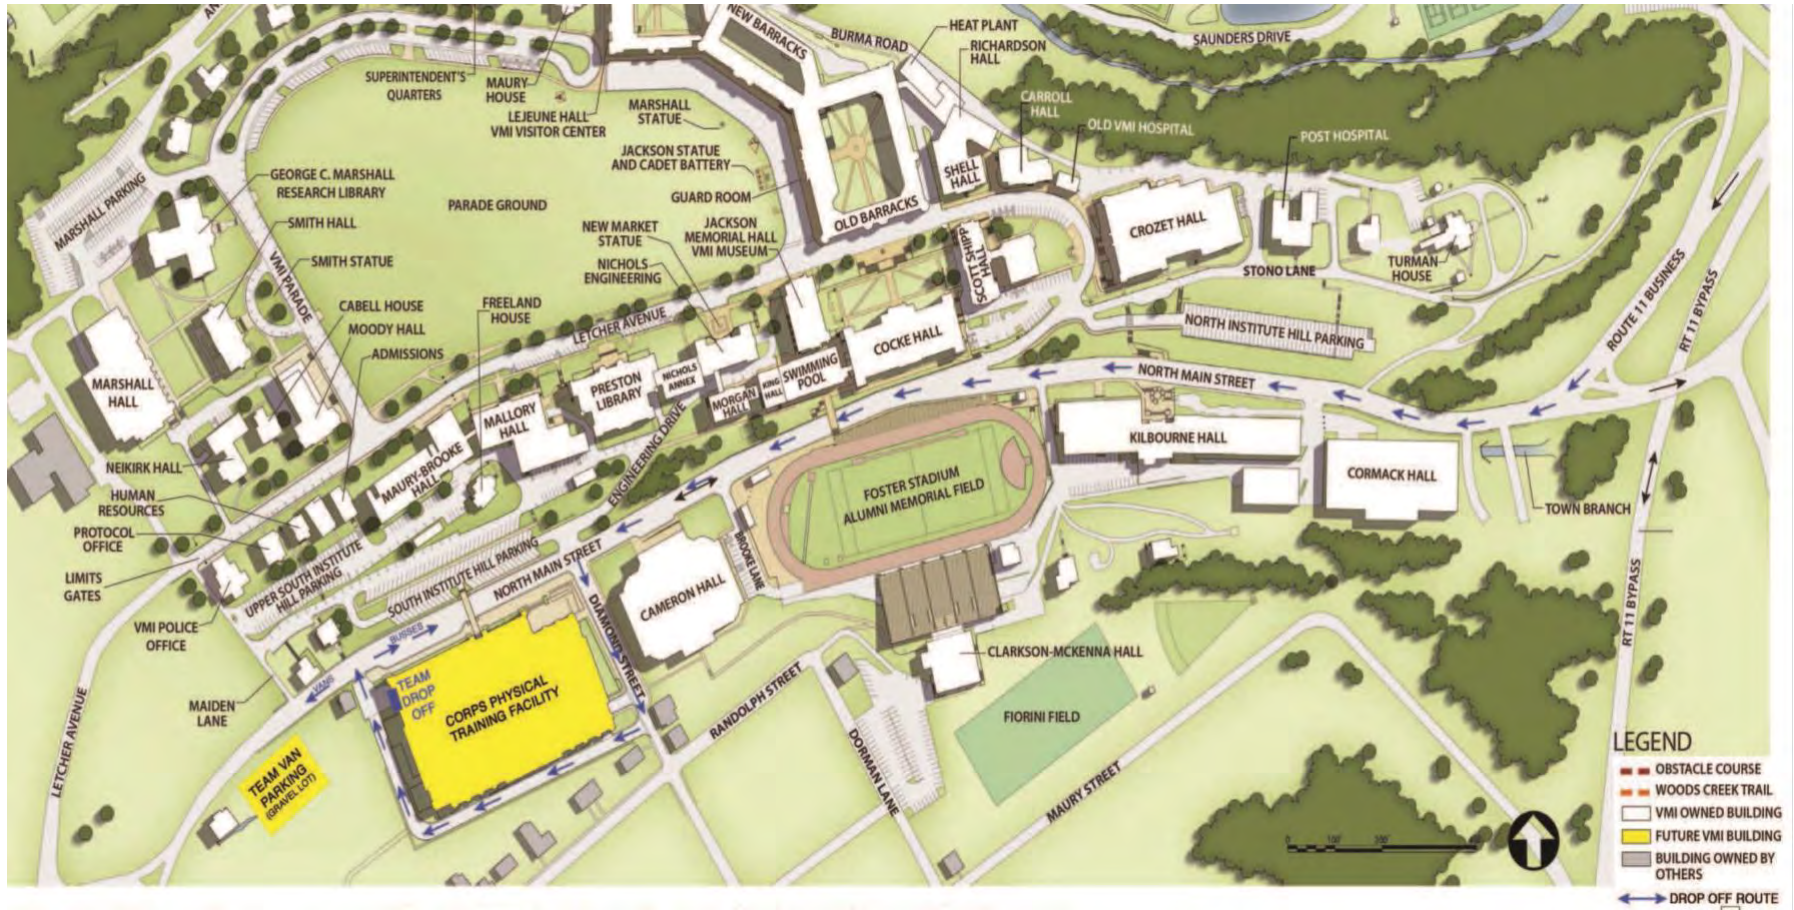 AN
NEW BARRACKS
BURMA ROAD
HEAT PLANT
RICHARDSON
HALL
SAUNDERS DRIVE
SUPERINTENDENT'S
QUARTERS
MAURY
HOUSE
LEJEUNE HALL
VMI VISITOR CENTER
MARSHALL
STATUE
CARROLL
HALL
OLD VMI HOSPITAL
POST HOSPITAL
JACKSON STATUE
AND CADET BATTERY
SHELL
HALL
GEORGE C. MARSHALL
RESEARCH LIBRARY
MARSHALL PARKING
PARADE GROUND
GUARD ROOM
OLD BARRACKS
SMITH HALL
NEW MARKET
STATUE
JACKSON
MEMORIAL HALL
VMI MUSEUM
CROZET HALL
SCOTT SHIPP
HALL
SMITH STATUE
VMI PARADE
NICHOLS
ENGINEERING
STONO LANE
TURMAN
HOUSE
ROUTE 11 BUSINESS
RT 11 BYPASS
CABELL HOUSE
FREELAND
HOUSE
MOODY HALL
LETCHER AVENUE
NORTH INSTITUTE HILL PARKING
ADMISSIONS
COCKE HALL
SWIMMING
POOL
NICHOLS
ANNEX
KING
HALL
MORGAN
HALL
PRESTON
LIBRARY
MARSHALL
HALL
MALLORY
HALL
NORTH MAIN STREET
KILBOURNE HALL
CORMACK HALL
NEIKIRK HALL
MAURY-BROOKE
HALL
ENGINEERING DRIVE
FOSTER STADIUM
ALUMNI MEMORIAL FIELD
HUMAN
RESOURCES
TOWN BRANCH
PROTOCOL
OFFICE
BROOKE LANE
LIMITS
GATES
UPPER SOUTH INSTITUTE
HILL PARKING
SOUTH INSTITUTE HILL PARKING
NORTH MAIN STREET
CAMERON HALL
RT 11 BYPASS
VMI POLICE
OFFICE
BUSSES
DIAMOND STREET
CLARKSON-MCKENNA HALL
MAIDEN
LANE
VANS
TEAM
DROP
OFF
CORPS PHYSICAL
TRAINING FACILITY
RANDOLPH STREET
FIORINI FIELD
LETCHER AVENUE
TEAM VAN
PARKING
(GRAVEL LOT)
DORMAN LANE
MAURY STREET
LEGEND
OBSTACLE COURSE
WOODS CREEK TRAIL
VMI OWNED BUILDING
FUTURE VMI BUILDING
BUILDING OWNED BY
OTHERS
DROP OFF ROUTE
0 100' 200'